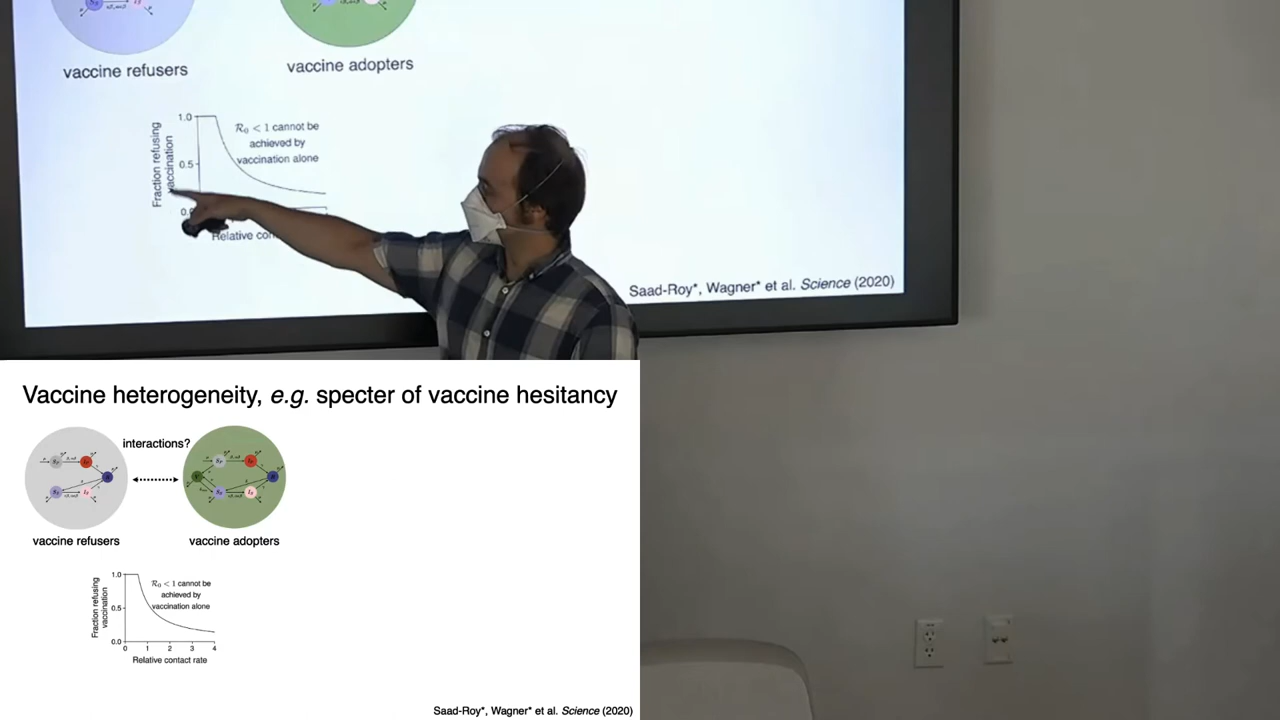 vaccine refusers
vaccine adopters
Fraction refusing
vaccination
1.0
0.5
R₀ < 1 cannot be
achieved by
vaccination alone
Saad-Roy*, Wagner* et al. Science (2020)
Vaccine heterogeneity, e.g. specter of vaccine hesitancy
interactions?
vaccine refusers
vaccine adopters
Fraction refusing
vaccination
1.0
0.5
0.0
R₀ < 1 cannot be
achieved by
vaccination alone
0 1 2 3 4
Relative contact rate
Saad-Roy*, Wagner* et al. Science (2020)